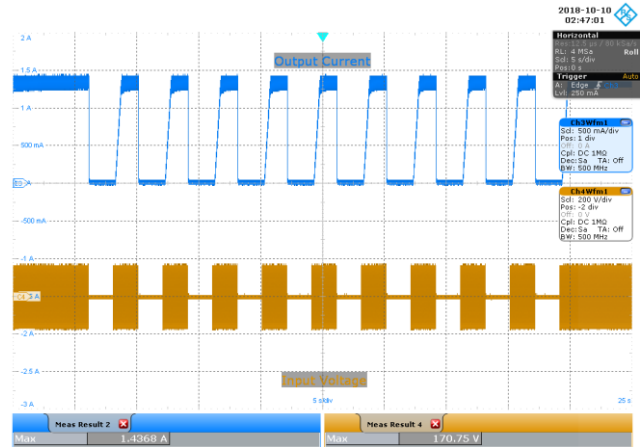 2018-10-10
02:47:01
Horizontal
RL: 4 MSa Roll
Scl: 5 s/div
Pos: 0 s
Trigger Auto
A: Edge
Lvl: 250 mA
2 A
Output Current
1.5 A
1 A
500 mA
Ch3Wfm1
Scl: 500 mA/div
Pos: 1 div
Off: 0 A
Cpl: DC 1MΩ
Dec: Sa TA: Off
BW: 500 MHz
-500 mA
Ch4Wfm1
Scl: 200 V/div
Pos: -2 div
Off: 0 V
Cpl: DC 1MΩ
Dec: Sa TA: Off
BW: 500 MHz
-1 A
-2 A
-2.5 A
Input Voltage
-3 A
5 s/div
25 s
Meas Result 2
Meas Result 4
Max 1.4368 A
Max 170.75 V